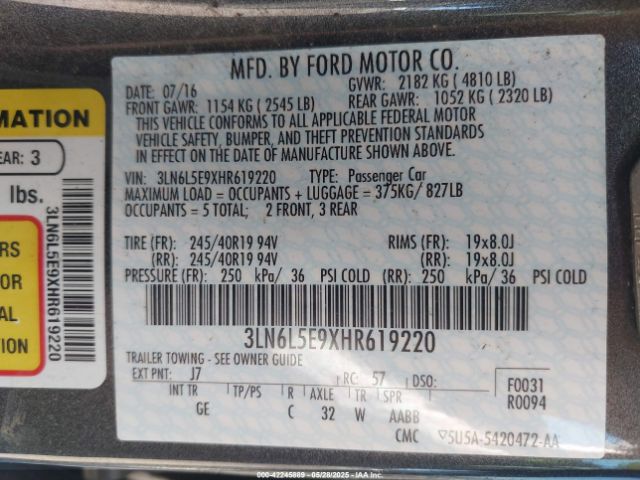 MFD. BY FORD MOTOR CO.
DATE: 07/16 GVWR: 2182 KG ( 4810 LB)
FRONT GAWR: 1154 KG ( 2545 LB) REAR GAWR: 1052 KG ( 2320 LB)
THIS VEHICLE CONFORMS TO ALL APPLICABLE FEDERAL MOTOR
VEHICLE SAFETY, BUMPER, AND THEFT PREVENTION STANDARDS
IN EFFECT ON THE DATE OF MANUFACTURE SHOWN ABOVE.
VIN: 3LN6L5E9XHR619220 TYPE: Passenger Car
MAXIMUM LOAD = OCCUPANTS + LUGGAGE = 375KG/ 827LB
OCCUPANTS = 5 TOTAL; 2 FRONT, 3 REAR
TIRE (FR): 245/40R19 94V RIMS (FR): 19x8.0J
(RR): 245/40R19 94V (RR): 19x8.0J
PRESSURE (FR): 250 kPa/ 36 PSI COLD (RR): 250 kPa/ 36 PSI COLD
3LN6L5E9XHR619220
TRAILER TOWING - SEE OWNER GUIDE
EXT PNT: J7 RC: 57 DSO:
F0031
R0094
INT TR TP/PS R AXLE TR SPR
GE C 32 W AABB
CMC ▽5U5A-5420472-AA
MATION
EAR: 3
lbs.
RS
OR
AL
TION
3LN6L5E9XHR619220
000-42245889 - 05/28/2025 - IAAI.COM